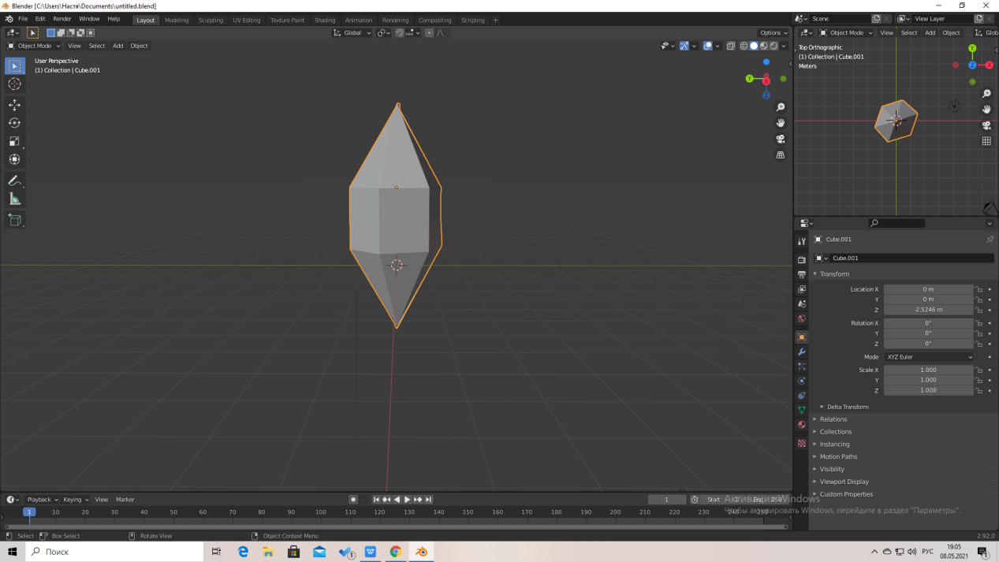 Blender [C:\Users\Настя\Documents\untitled.blend]
File Edit Render Window Help Layout Modeling Sculpting UV Editing Texture Paint Shading Animation Rendering Compositing Scripting + Scene View Layer
Global Options
Object Mode View Select Add Object
Object Mode View Select Add Object Glob
User Perspective
(1) Collection | Cube.001
Y X Z
Top Orthographic
(1) Collection | Cube.001
Meters
Y Z X
Cube.001
Cube.001
Transform
Location X 0 m
Y 0 m
Z -2.5246 m
Rotation X 0°
Y 0°
Z 0°
Mode XYZ Euler
Scale X 1.000
Y 1.000
Z 1.000
Delta Transform
Relations
Collections
Instancing
Motion Paths
Visibility
Viewport Display
Custom Properties
Playback Keying View Marker 1 Start 1 End 250
1 10 20 30 40 50 60 70 80 90 100 110 120 130 140 150 160 170 180 190 200 210 220 230 240 250
Активация Windows
Чтобы активировать Windows, перейдите в раздел "Параметры".
Select Box Select Rotate View Object Context Menu 2.92.0
Поиск 1 W РУС 19:05
08.05.2021 1